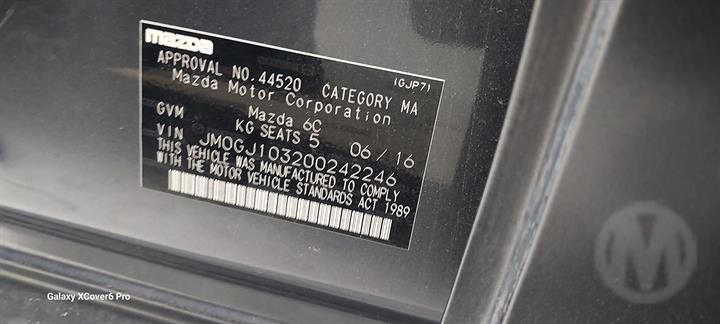 mazda
(GJP7)
APPROVAL NO.44520 CATEGORY MA
Mazda Motor Corporation
Mazda 6C
GVM KG SEATS 5 06/16
VIN JM0GJ103200242246
THIS VEHICLE WAS MANUFACTURED TO COMPLY
WITH THE MOTOR VEHICLE STANDARDS ACT 1989
M
Galaxy XCover6 Pro